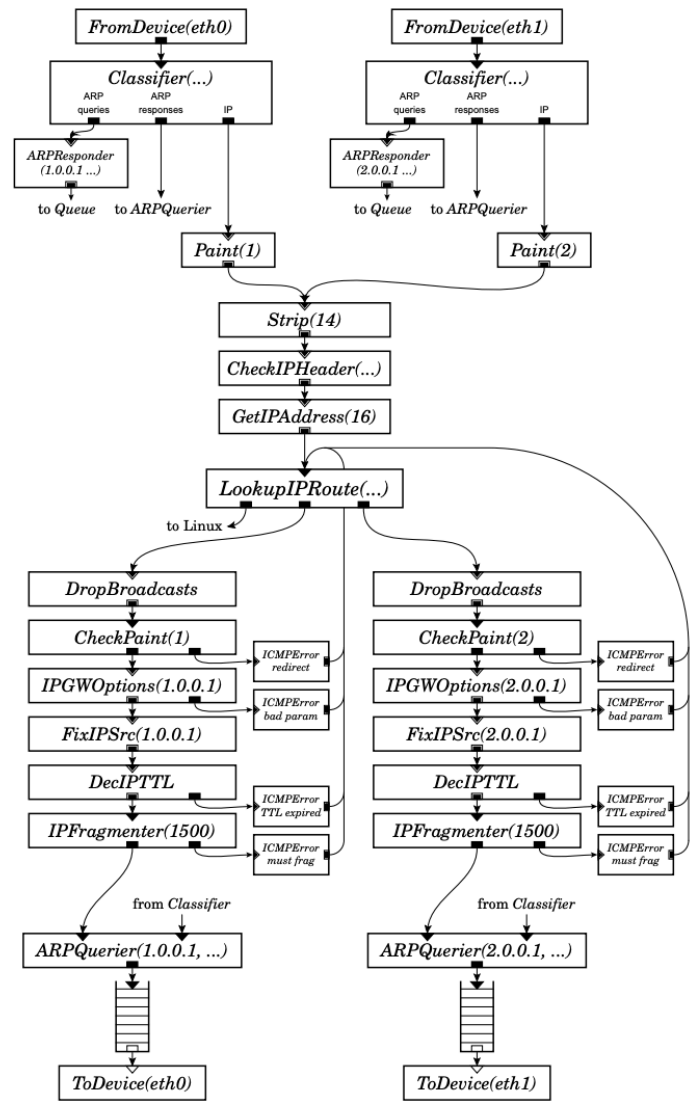 FromDevice(eth0)
FromDevice(eth1)
Classifier(...)
ARP queries
ARP responses
IP
Classifier(...)
ARP queries
ARP responses
IP
ARPResponder
(1.0.0.1 ...)
ARPResponder
(2.0.0.1 ...)
to Queue
to ARPQuerier
to Queue
to ARPQuerier
Paint(1)
Paint(2)
Strip(14)
CheckIPHeader(...)
GetIPAddress(16)
LookupIPRoute(...)
to Linux
DropBroadcasts
DropBroadcasts
CheckPaint(1)
ICMPError
redirect
CheckPaint(2)
ICMPError
redirect
IPGWOptions(1.0.0.1)
ICMPError
bad param
IPGWOptions(2.0.0.1)
ICMPError
bad param
FixIPSrc(1.0.0.1)
FixIPSrc(2.0.0.1)
DecIPTTL
ICMPError
TTL expired
DecIPTTL
ICMPError
TTL expired
IPFragmenter(1500)
ICMPError
must frag
IPFragmenter(1500)
ICMPError
must frag
from Classifier
from Classifier
ARPQuerier(1.0.0.1, ...)
ARPQuerier(2.0.0.1, ...)
ToDevice(eth0)
ToDevice(eth1)